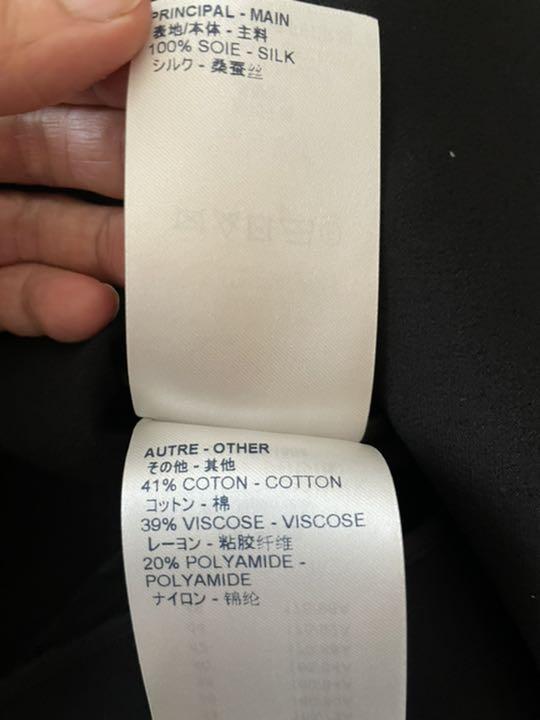 PRINCIPAL - MAIN
表地/本体 - 主料
100% SOIE - SILK
シルク - 桑蚕丝
AUTRE - OTHER
その他 - 其他
41% COTON - COTTON
コットン - 棉
39% VISCOSE - VISCOSE
レーヨン - 粘胶纤维
20% POLYAMIDE -
POLYAMIDE
ナイロン - 锦纶